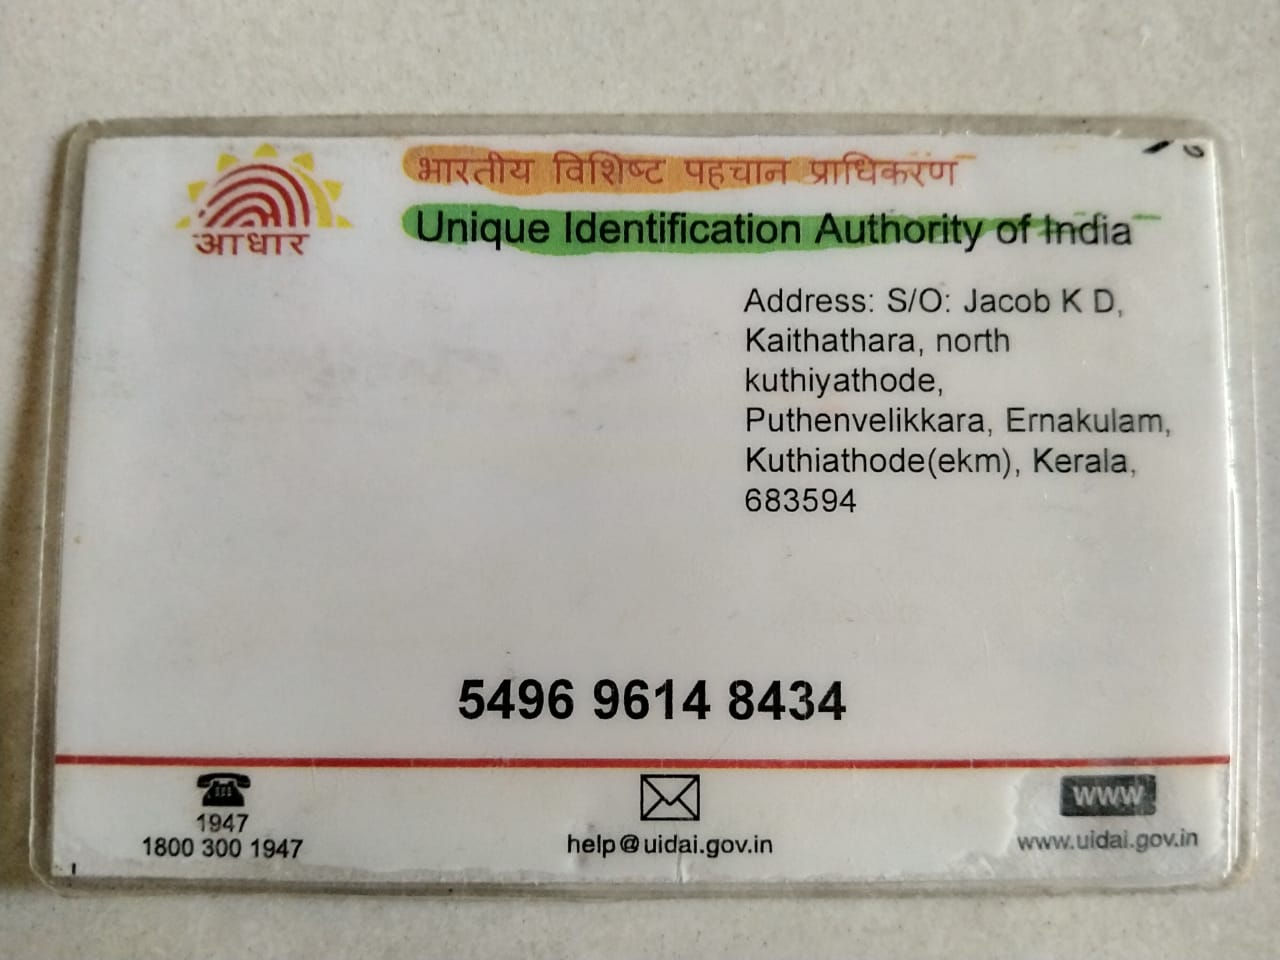 आधार
भारतीय विशिष्ट पहचान प्राधिकरण
Unique Identification Authority of India
Address: S/O: Jacob K D,
Kaithathara, north
kuthiyathode,
Puthenvelikkara, Ernakulam,
Kuthiathode(ekm), Kerala,
683594
5496 9614 8434
1947
1800 300 1947
help@uidai.gov.in
www
www.uidai.gov.in